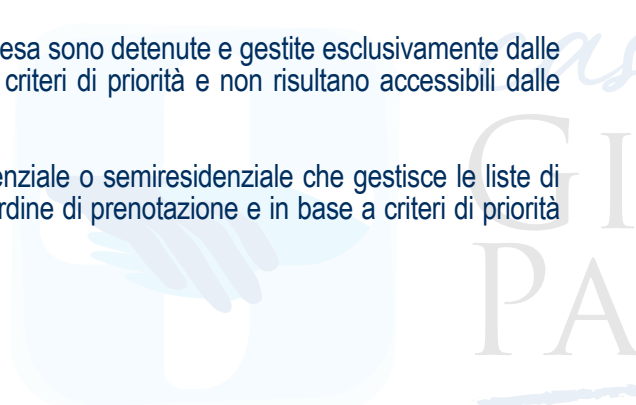 esa sono detenute e gestite esclusivamente dalle
criteri di priorità e non risultano accessibili dalle
enziale o semiresidenziale che gestisce le liste di
rdine di prenotazione e in base a criteri di priorità
cas
GI
PA